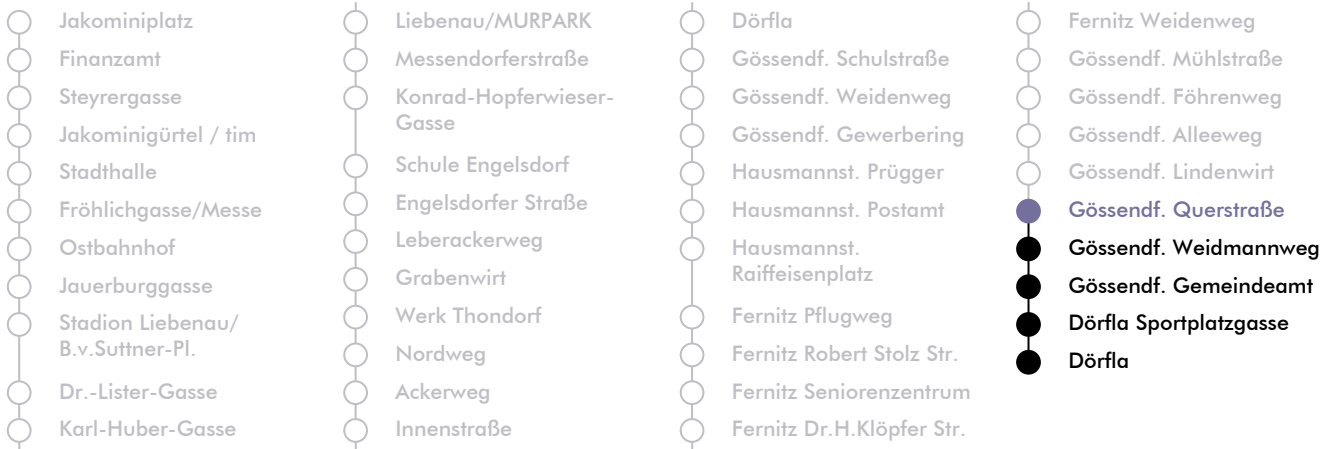 Jakominiplatz
Finanzamt
Steyrergasse
Jakominigürtel / tim
Stadthalle
Fröhlichgasse/Messe
Ostbahnhof
Jauerburggasse
Stadion Liebenau/
B.v.Suttner-Pl.
Dr.-Lister-Gasse
Karl-Huber-Gasse
Liebenau/MURPARK
Messendorferstraße
Konrad-Hopferwieser-
Gasse
Schule Engelsdorf
Engelsdorfer Straße
Leberackerweg
Grabenwirt
Werk Thondorf
Nordweg
Ackerweg
Innenstraße
Dörfla
Gössendf. Schulstraße
Gössendf. Weidenweg
Gössendf. Gewerbering
Hausmannst. Prügger
Hausmannst. Postamt
Hausmannst.
Raiffeisenplatz
Fernitz Pflugweg
Fernitz Robert Stolz Str.
Fernitz Seniorenzentrum
Fernitz Dr.H.Klöpfer Str.
Fernitz Weidenweg
Gössendf. Mühlstraße
Gössendf. Föhrenweg
Gössendf. Alleeweg
Gössendf. Lindenwirt
Gössendf. Querstraße
Gössendf. Weidmannweg
Gössendf. Gemeindeamt
Dörfla Sportplatzgasse
Dörfla